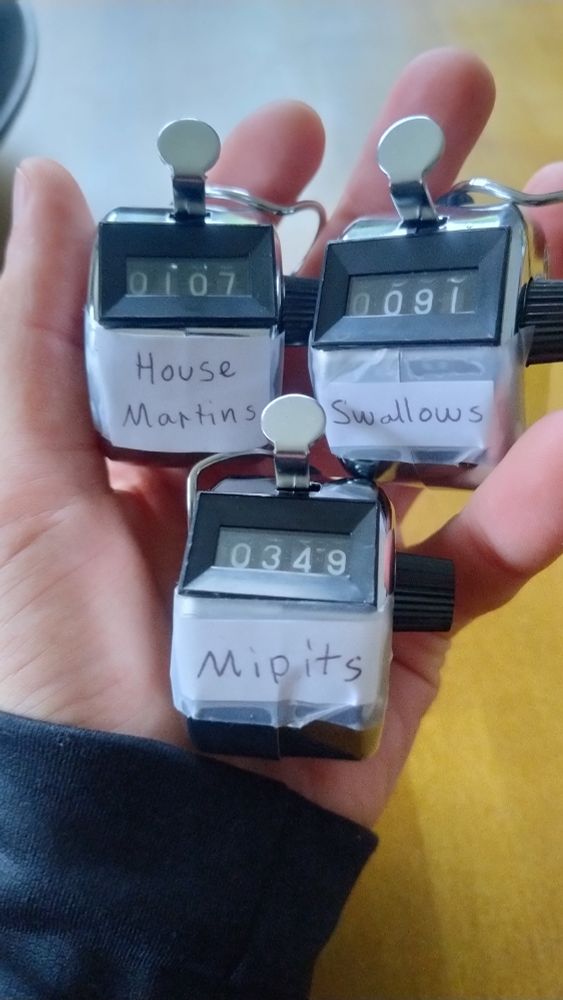 0107
House
Martins
0091
Swallows
0349
Mipits